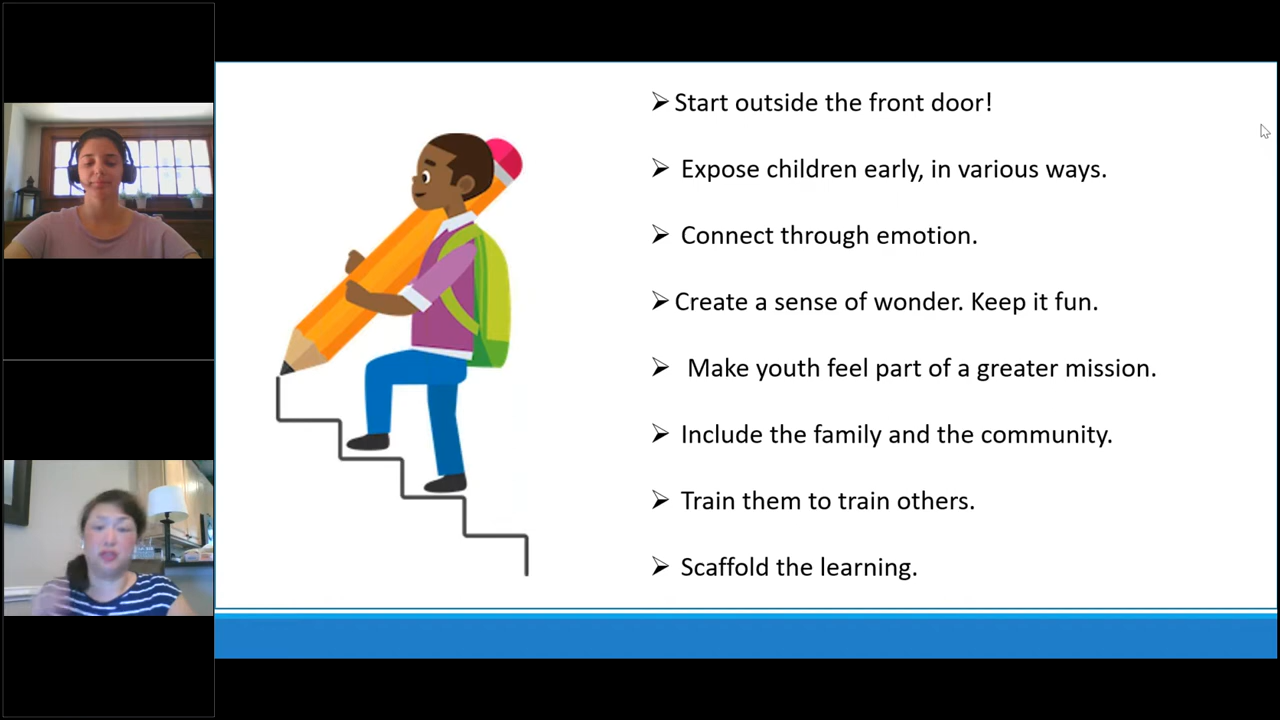 Start outside the front door!
Expose children early, in various ways.
Connect through emotion.
Create a sense of wonder. Keep it fun.
Make youth feel part of a greater mission.
Include the family and the community.
Train them to train others.
Scaffold the learning.